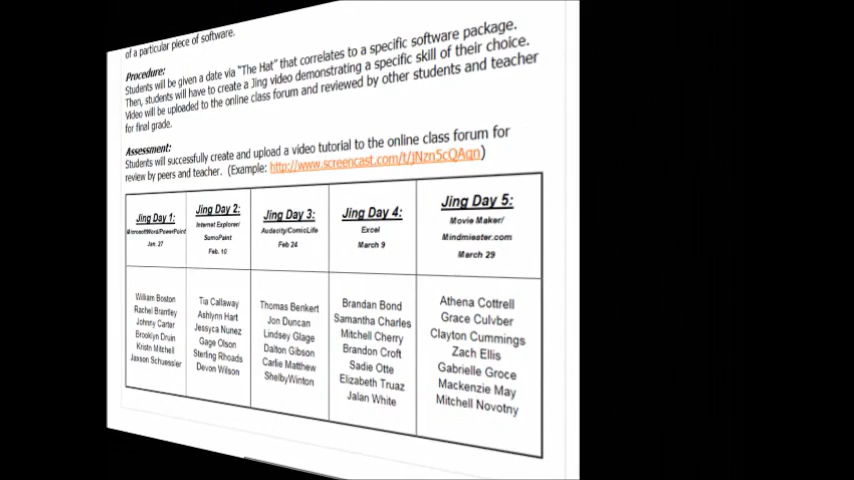 of a particular piece of software.
Procedure:
Students will be given a date via "The Hat" that correlates to a specific software package.
Then, students will have to create a Jing video demonstrating a specific skill of their choice.
Video will be uploaded to the online class forum and reviewed by other students and teacher
for final grade.
Assessment:
Students will successfully create and upload a video tutorial to the online class forum for
review by peers and teacher. (Example: http://www.screencast.com/t/jNzn5cQAqn)
Jing Day 1:
MicrosoftWord/PowerPoint
Jan. 27
Jing Day 2:
Internet Explorer/
SumoPaint
Feb. 10
Jing Day 3:
Audacity/ComicLife
Feb 24
Jing Day 4:
Excel
March 9
Jing Day 5:
Movie Maker/
Mindmieater.com
March 29
William Boston
Rachel Brantley
Johnny Carter
Brooklyn Druin
Kristn Mitchell
Jaxson Schuessler
Tia Callaway
Ashlynn Hart
Jessyca Nunez
Gage Olson
Sterling Rhoads
Devon Wilson
Thomas Benkert
Jon Duncan
Lindsey Glage
Dalton Gibson
Carlie Matthew
ShelbyWinton
Brandan Bond
Samantha Charles
Mitchell Cherry
Brandon Croft
Sadie Otte
Elizabeth Truaz
Jalan White
Athena Cottrell
Grace Culvber
Clayton Cummings
Zach Ellis
Gabrielle Groce
Mackenzie May
Mitchell Novotny